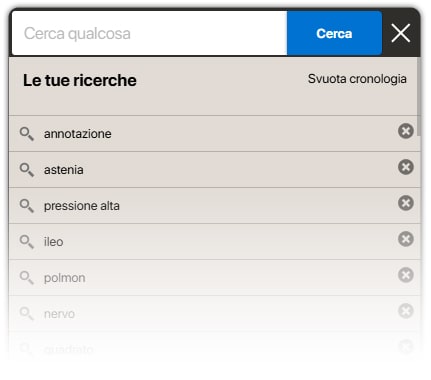 Cerca qualcosa
Cerca
Le tue ricerche
Svuota cronologia
annotazione
astenia
pressione alta
ileo
polmon
nervo
quadrato